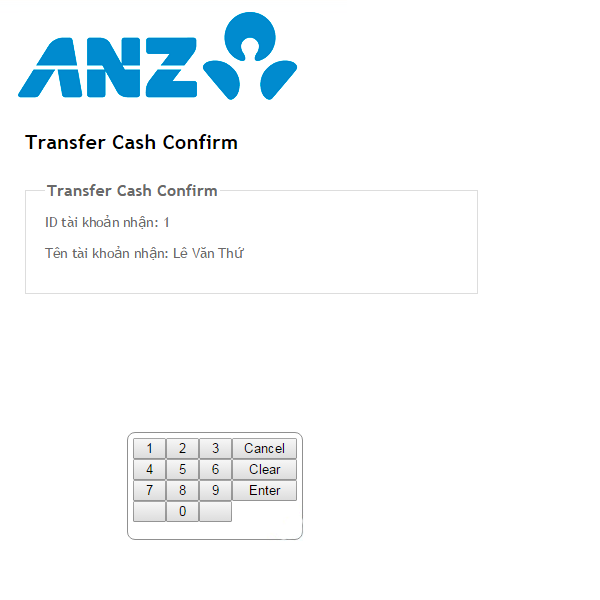 ANZ
Transfer Cash Confirm
Transfer Cash Confirm
ID tài khoản nhận: 1
Tên tài khoản nhận: Lê Văn Thứ
1 2 3 Cancel
4 5 6 Clear
7 8 9 Enter
0